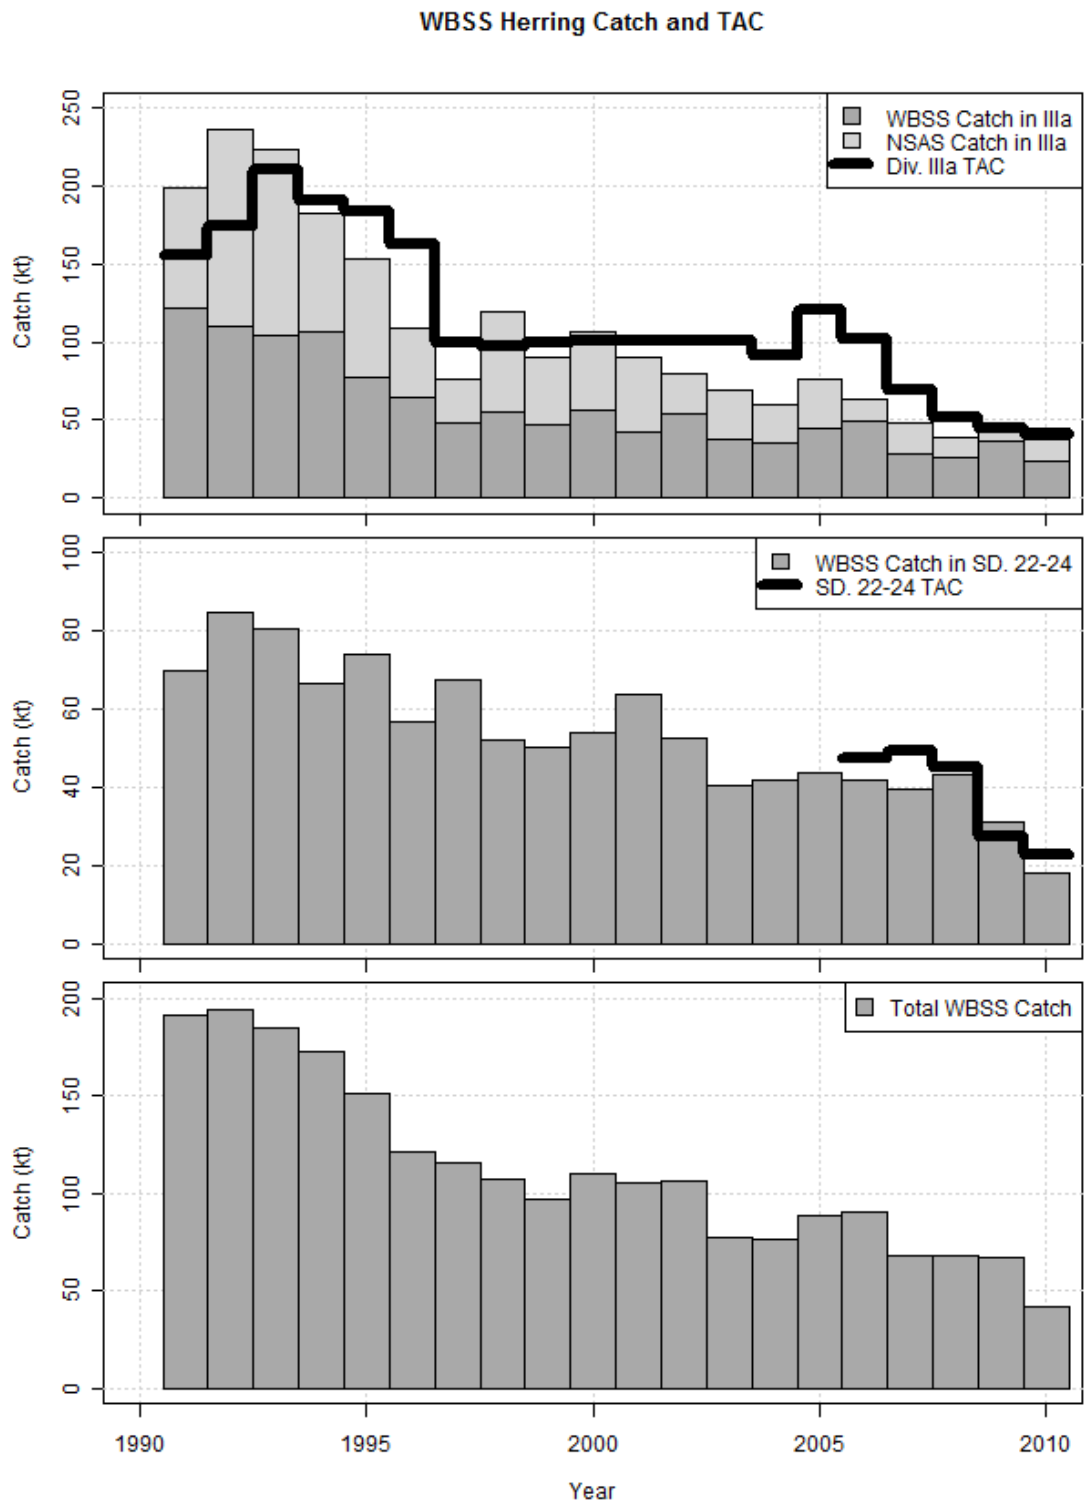 WBSS Herring Catch and TAC
250
200
150
100
50
0
Catch (kt)
WBSS Catch in IIIa
NSAS Catch in IIIa
Div. IIIa TAC
100
80
60
40
20
0
Catch (kt)
WBSS Catch in SD. 22-24
SD. 22-24 TAC
200
150
100
50
0
Catch (kt)
Total WBSS Catch
1990 1995 2000 2005 2010
Year